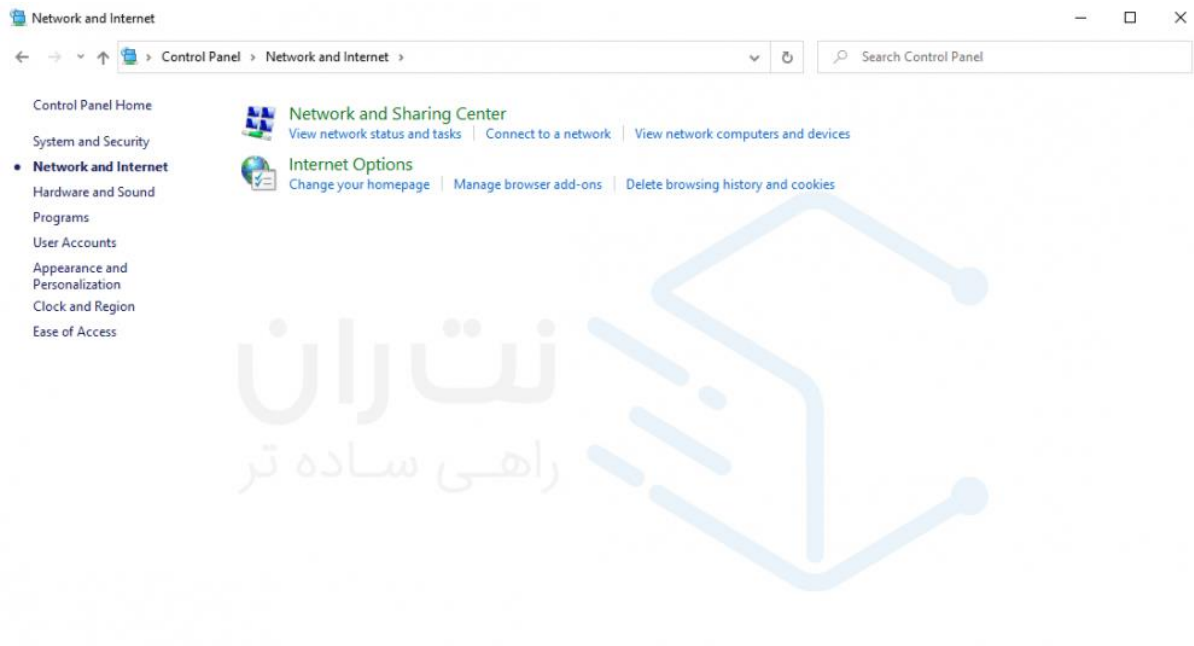 Network and Internet
Control Panel › Network and Internet ›
Search Control Panel
Control Panel Home
System and Security
Network and Internet
Hardware and Sound
Programs
User Accounts
Appearance and
Personalization
Clock and Region
Ease of Access
Network and Sharing Center
View network status and tasks | Connect to a network | View network computers and devices
Internet Options
Change your homepage | Manage browser add-ons | Delete browsing history and cookies
نت ران
راهی ساده تر